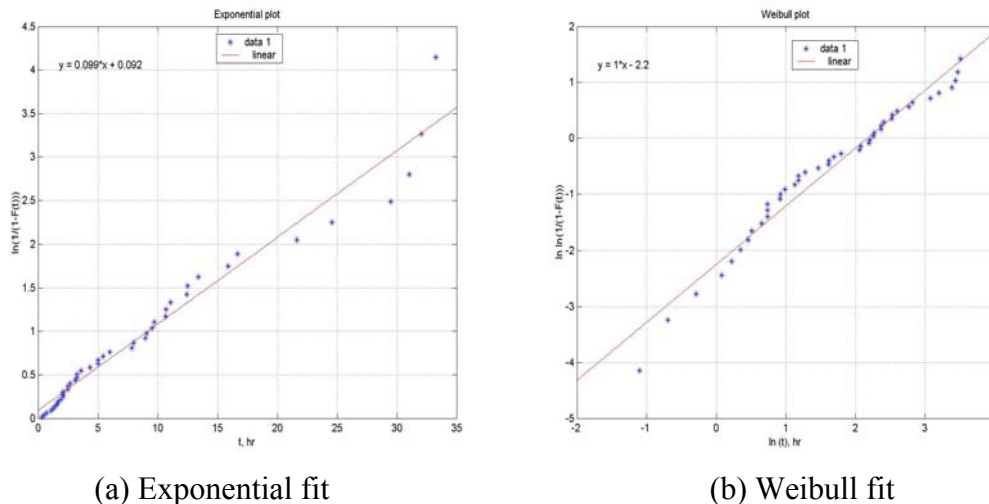 Exponential plot
data 1
linear
y = 0.099*x + 0.092
ln(1/(1-F(t)))
4.5
4
3.5
3
2.5
2
1.5
1
0.5
0
0 5 10 15 20 25 30 35
t, hr
(a) Exponential fit
Weibull plot
data 1
linear
y = 1*x - 2.2
ln ln(1/(1-F(t)))
2
1
0
-1
-2
-3
-4
-5
-2 -1 0 1 2 3 4
ln (t), hr
(b) Weibull fit